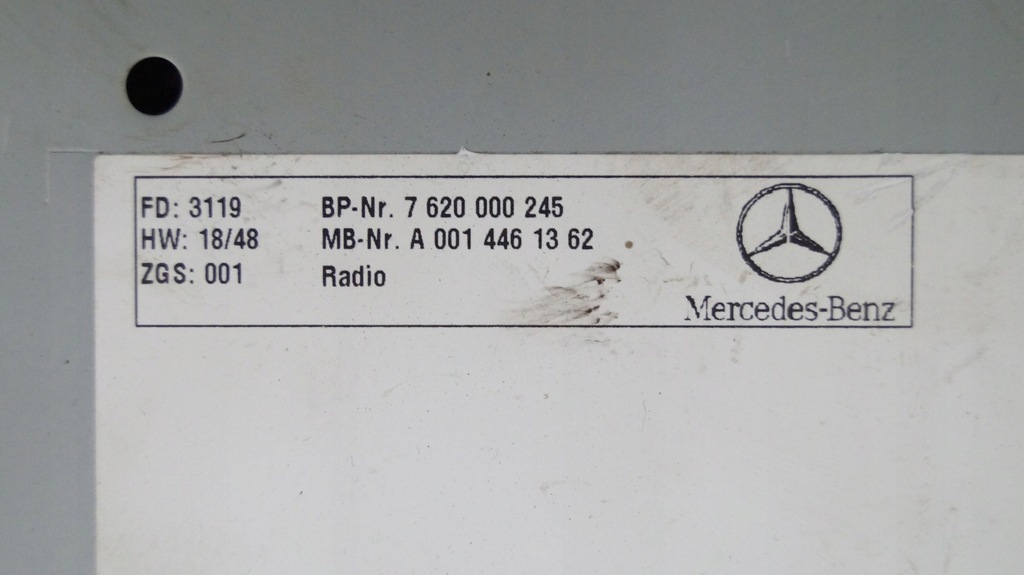 FD: 3119 BP-Nr. 7 620 000 245
HW: 18/48 MB-Nr. A 001 446 13 62
ZGS: 001 Radio
Mercedes-Benz